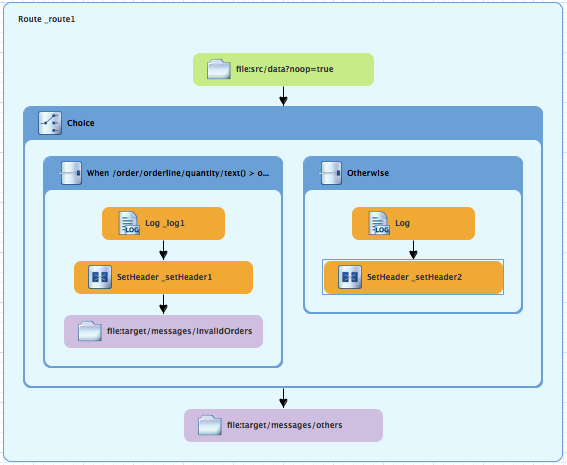 Route _route1
file:src/data?noop=true
Choice
When /order/orderline/quantity/text() > o...
Otherwise
LOG
Log _log1
LOG
Log
SetHeader _setHeader1
SetHeader _setHeader2
file:target/messages/invalidOrders
file:target/messages/others